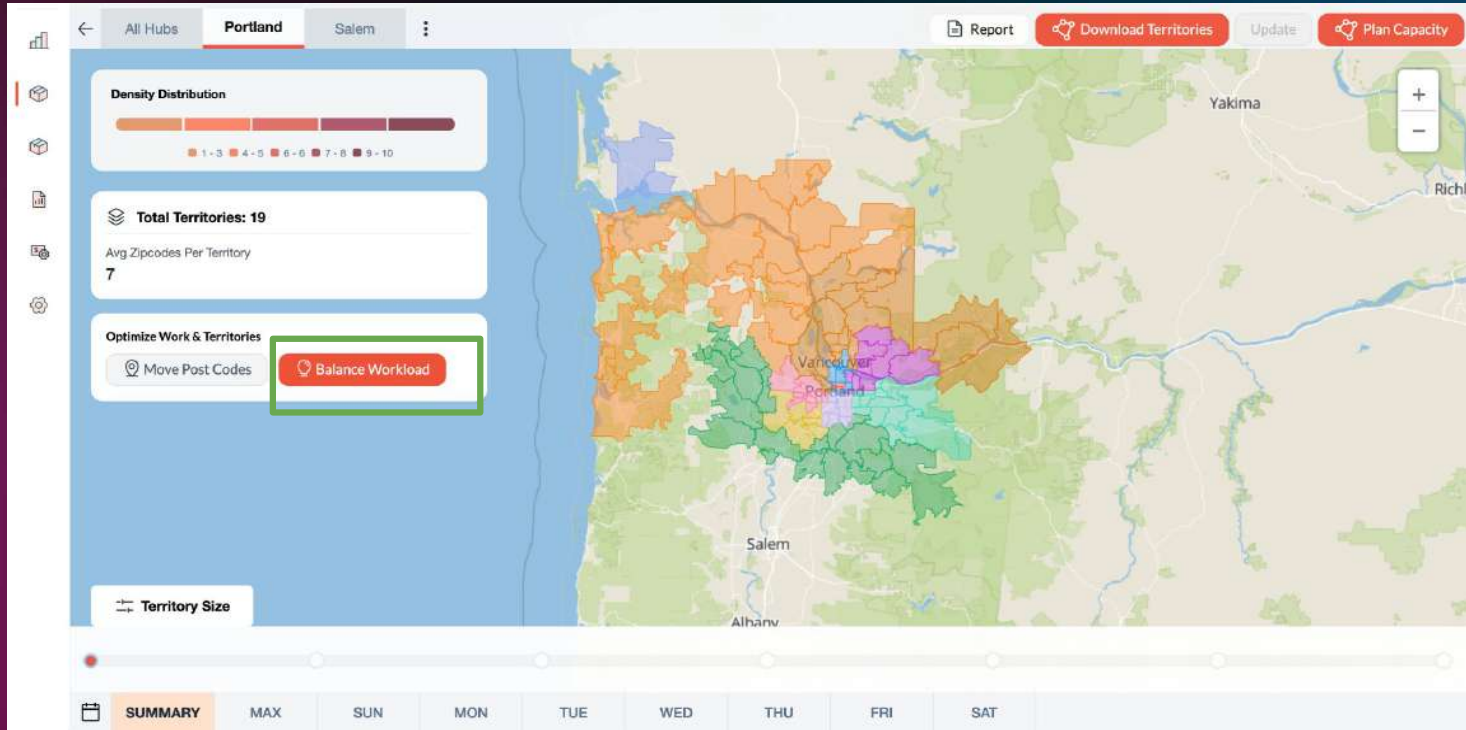 All Hubs Portland Salem
Report Download Territories Update Plan Capacity
Density Distribution
1 - 3 4 - 5 6 - 6 7 - 8 9 - 10
Total Territories: 19
Avg Zipcodes Per Territory
7
Optimize Work & Territories
Move Post Codes Balance Workload
Territory Size
Yakima
+
−
Richl
Vancouver
Portland
Salem
Albany
SUMMARY MAX SUN MON TUE WED THU FRI SAT